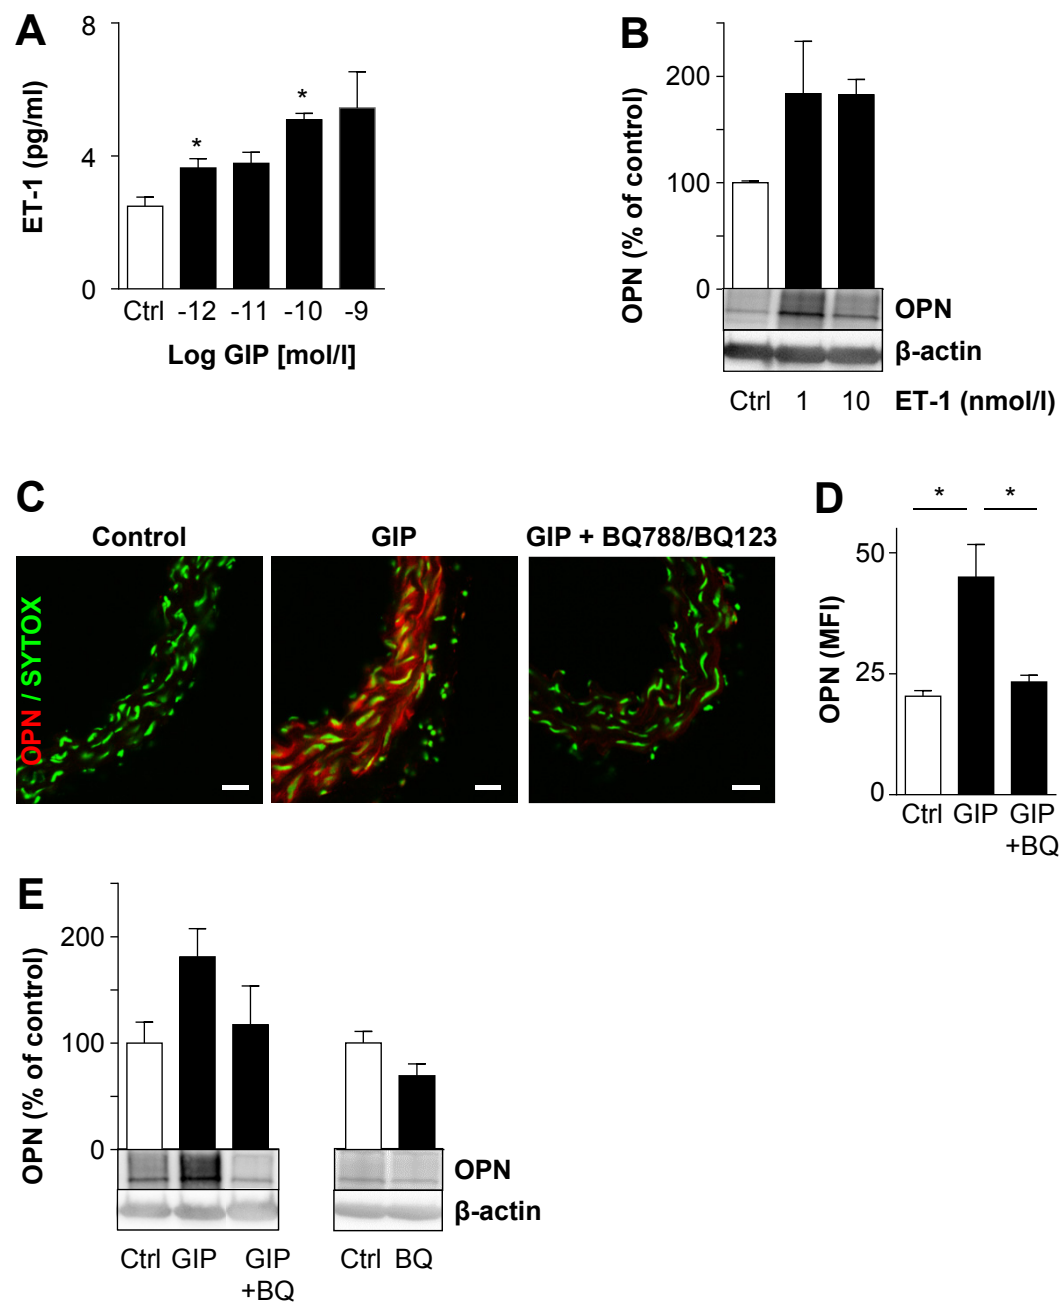 A
ET-1 (pg/ml)
8
4
0
* *
Ctrl -12 -11 -10 -9
Log GIP [mol/l]
B
OPN (% of control)
200
100
0
OPN
β-actin
Ctrl 1 10 ET-1 (nmol/l)
C
Control GIP GIP + BQ788/BQ123
OPN / SYTOX
D
* *
OPN (MFI)
50
25
0
Ctrl GIP GIP
+BQ
E
OPN (% of control)
200
100
0
OPN
β-actin
Ctrl GIP GIP
+BQ
Ctrl BQ